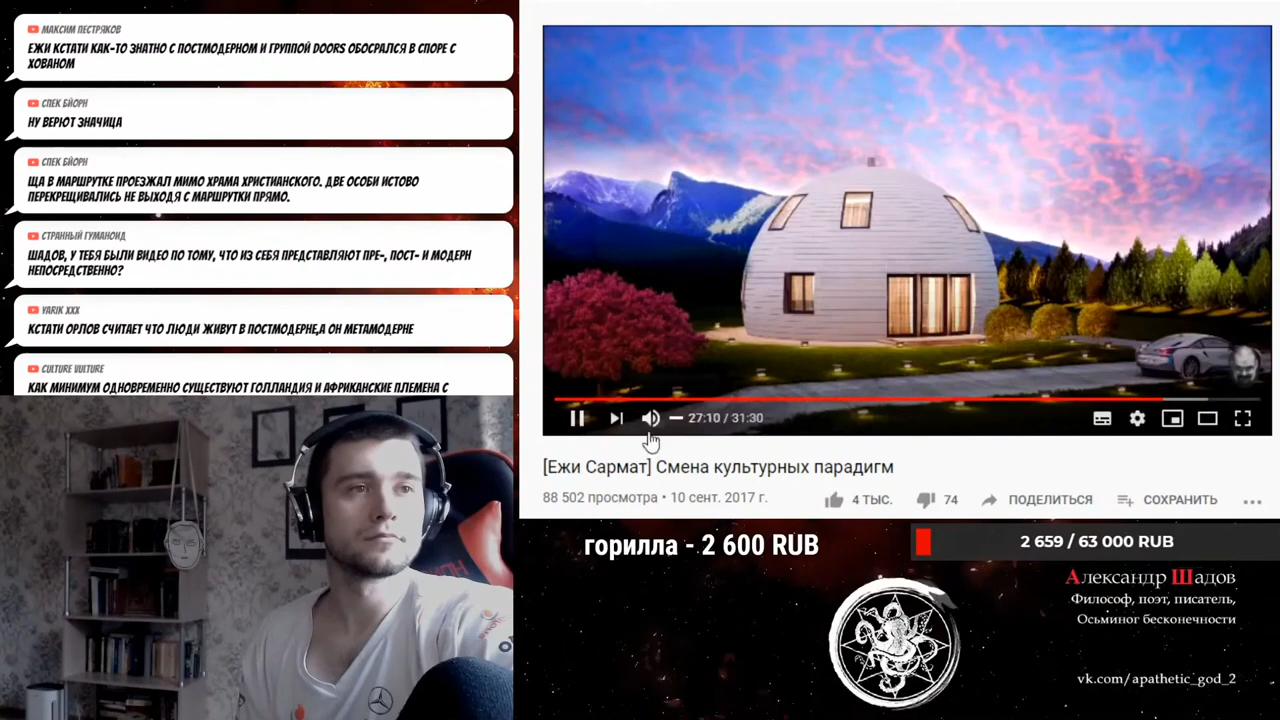 МАКСИМ ПЕСТРЯКОВ
ЕЖИ КСТАТИ КАК-ТО ЗНАТНО С ПОСТМОДЕРНОМ И ГРУППОЙ DOORS ОБОСРАЛСЯ В СПОРЕ С
ХОВАНОМ
СПЕК БЙОРН
НУ ВЕРЮТ ЗНАЧИЦА
СПЕК БЙОРН
ЩА В МАРШРУТКЕ ПРОЕЗЖАЛ МИМО ХРАМА ХРИСТИАНСКОГО. ДВЕ ОСОБИ ИСТОВО
ПЕРЕКРЕЩИВАЛИСЬ НЕ ВЫХОДЯ С МАРШРУТКИ ПРЯМО.
СТРАННЫЙ ГУМАНОИД
ШАДОВ, У ТЕБЯ БЫЛИ ВИДЕО ПО ТОМУ, ЧТО ИЗ СЕБЯ ПРЕДСТАВЛЯЮТ ПРЕ-, ПОСТ- И МОДЕРН
НЕПОСРЕДСТВЕННО?
YARIK XXX
КСТАТИ ОРЛОВ СЧИТАЕТ ЧТО ЛЮДИ ЖИВУТ В ПОСТМОДЕРНЕ,А ОН МЕТАМОДЕРНЕ
CULTURE VULTURE
КАК МИНИМУМ ОДНОВРЕМЕННО СУЩЕСТВУЮТ ГОЛЛАНДИЯ И АФРИКАНСКИЕ ПЛЕМЕНА С
27:10 / 31:30
[Ежи Сармат] Смена культурных парадигм
88 502 просмотра • 10 сент. 2017 г.
4 ТЫС.
74
ПОДЕЛИТЬСЯ
СОХРАНИТЬ
горилла - 2 600 RUB
2 659 / 63 000 RUB
Александр Шадов
Философ, поэт, писатель,
Осьминог бесконечности
vk.com/apathetic_god_2